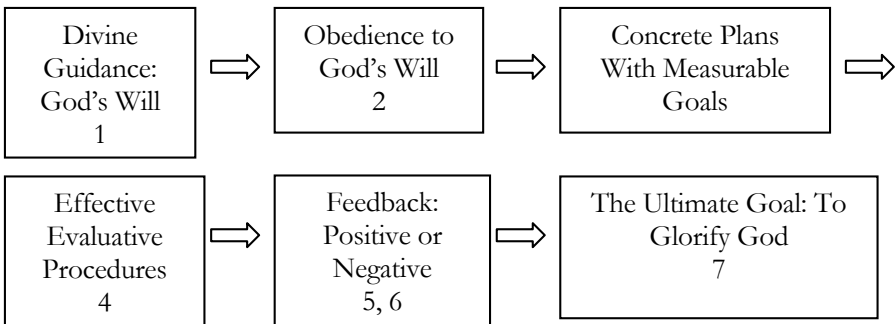 Divine
Guidance:
God's Will
1
Obedience to
God's Will
2
Concrete Plans
With Measurable
Goals
Effective
Evaluative
Procedures
4
Feedback:
Positive or
Negative
5, 6
The Ultimate Goal: To
Glorify God
7